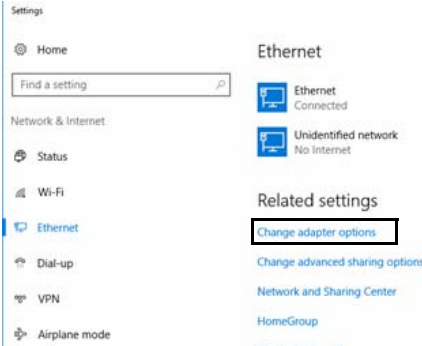 Settings
Home
Find a setting
Network & Internet
Status
Wi-Fi
Ethernet
Dial-up
VPN
Airplane mode
Ethernet
Ethernet
Connected
Unidentified network
No Internet
Related settings
Change adapter options
Change advanced sharing options
Network and Sharing Center
HomeGroup